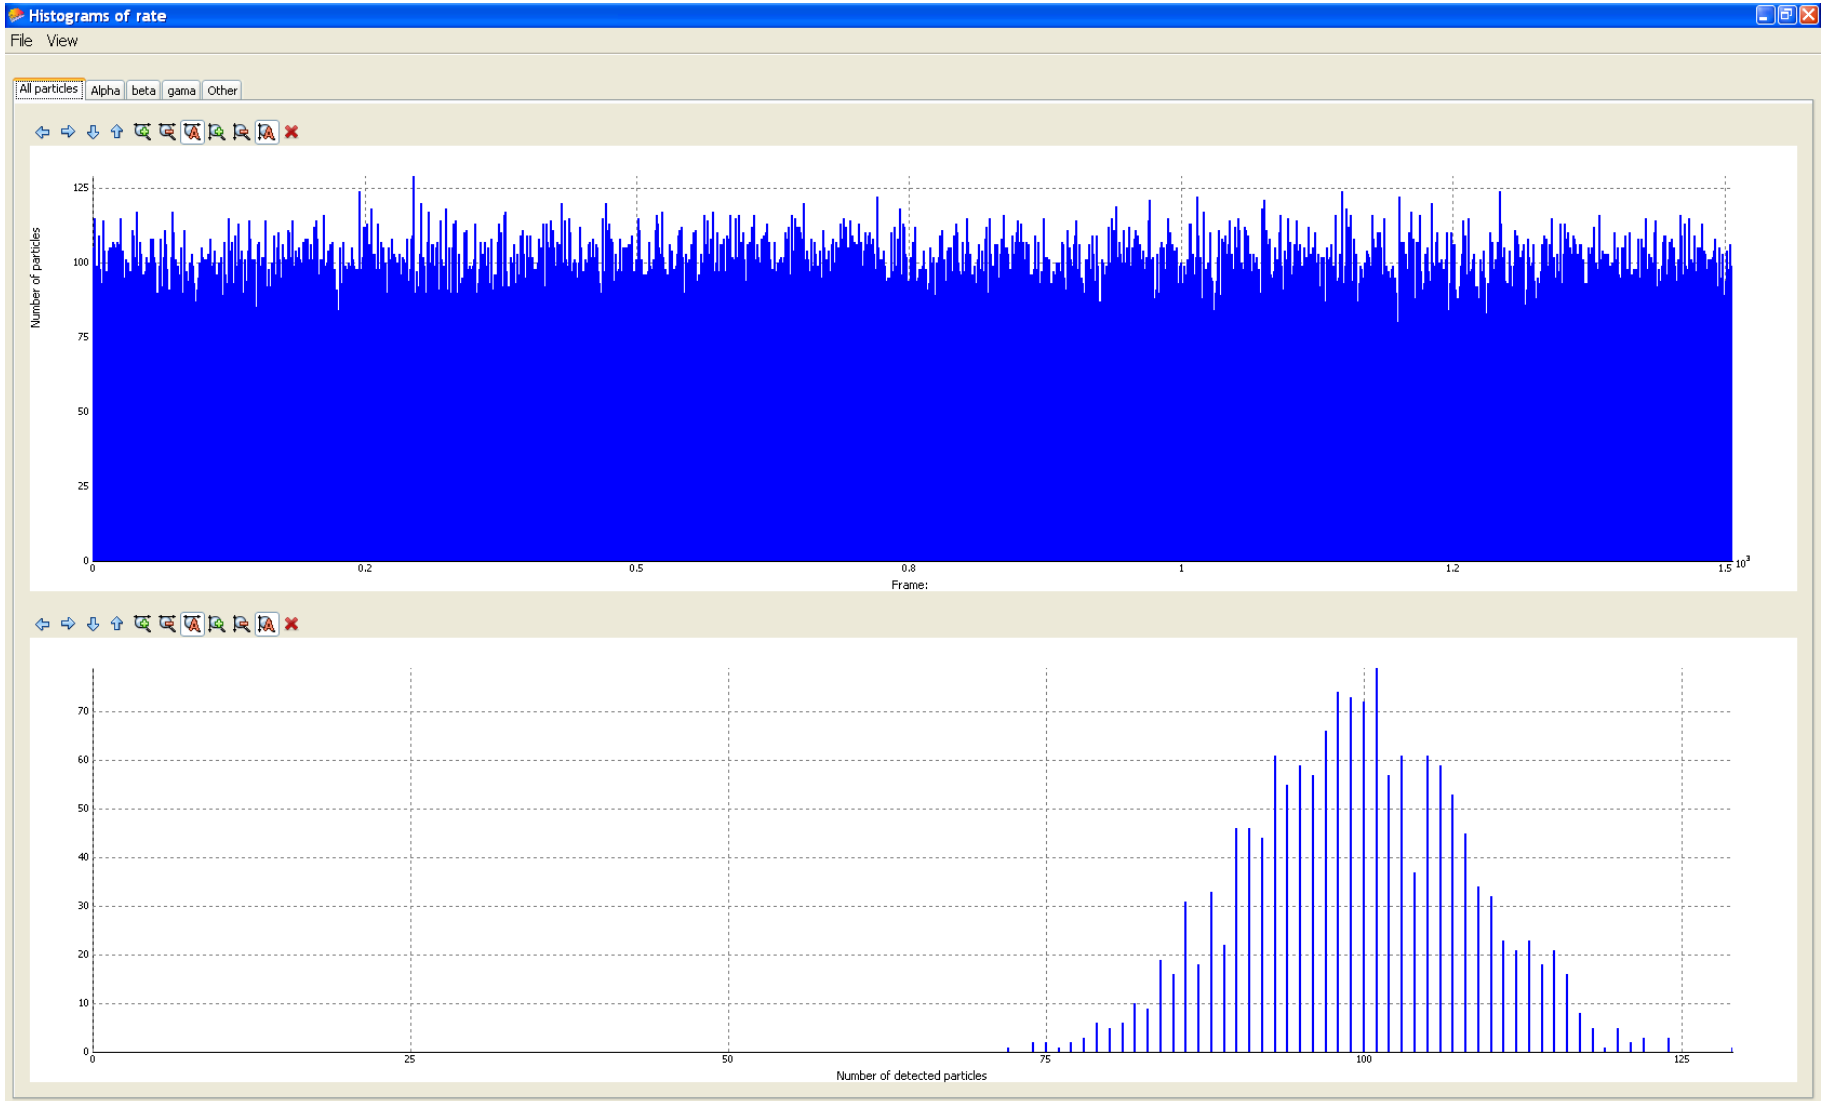 Histograms of rate
File View
All particles Alpha beta gama Other
Number of particles
125
100
75
50
25
0
0 0.2 0.5 0.8 1 1.2 1.5 10³
Frame:
70
60
50
40
30
20
10
0
0 25 50 75 100 125
Number of detected particles